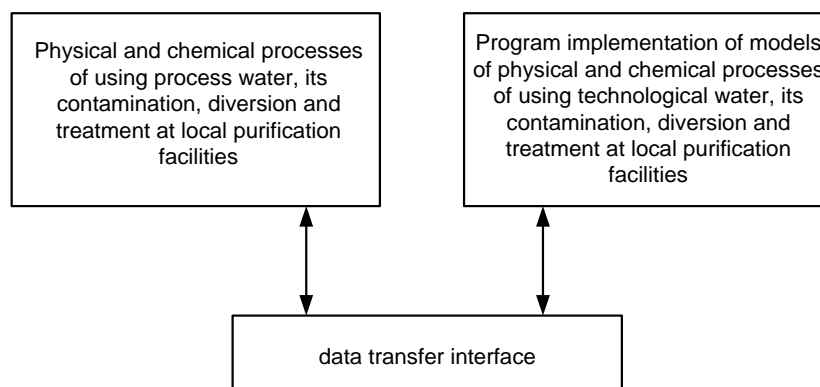 Physical and chemical processes
of using process water, its
contamination, diversion and
treatment at local purification
facilities
Program implementation of models
of physical and chemical processes
of using technological water, its
contamination, diversion and
treatment at local purification
facilities
data transfer interface